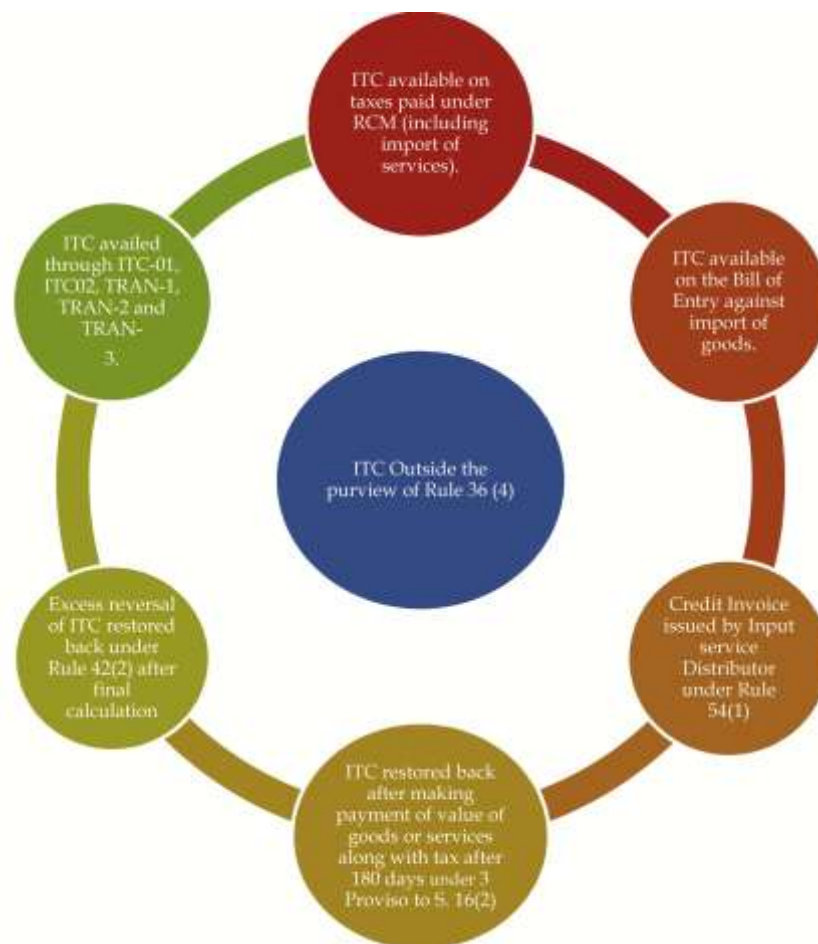 ITC available on
taxes paid under
RCM (including
import of
services).
ITC available
on the Bill of
Entry against
import of
goods.
Credit Invoice
issued by Input
service
Distributor
under Rule
54(1)
ITC restored back
after making
payment of value of
goods or services
along with tax after
180 days under 3
Proviso to S. 16(2)
Excess reversal
of ITC restored
back under
Rule 42(2) after
final
calculation
ITC availed
through ITC-01,
ITC02, TRAN-1,
TRAN-2 and
TRAN-
3.
ITC Outside the
purview of Rule 36 (4)